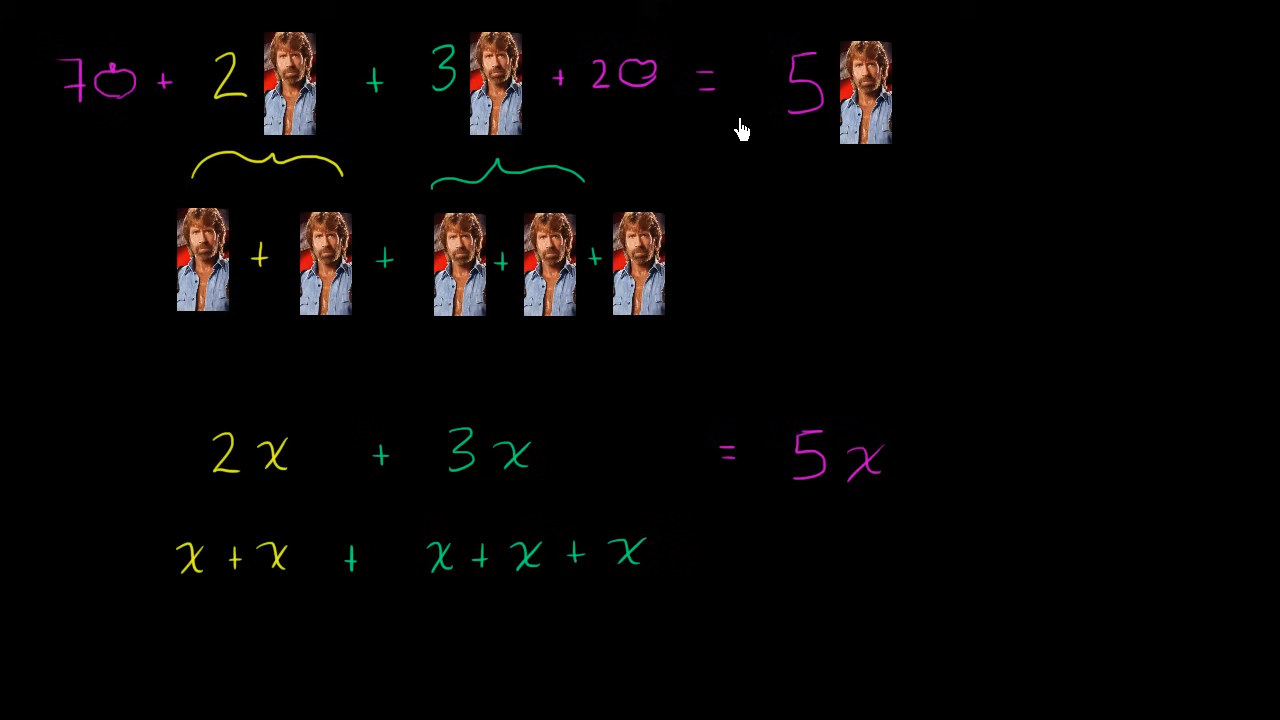 7 + 2 + 3 + 2 = 5
+ + + +
2x + 3x = 5x
x + x + x + x + x